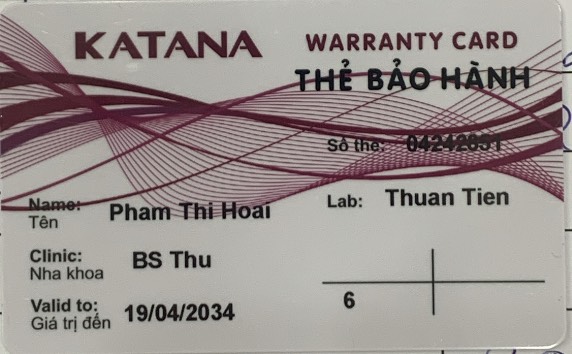 KATANA
WARRANTY CARD
THẺ BẢO HÀNH
Số thẻ: 04242851
Name: Pham Thi Hoai
Tên
Lab: Thuan Tien
Clinic: BS Thu
Nha khoa
Valid to: 19/04/2034
Giá trị đến
6